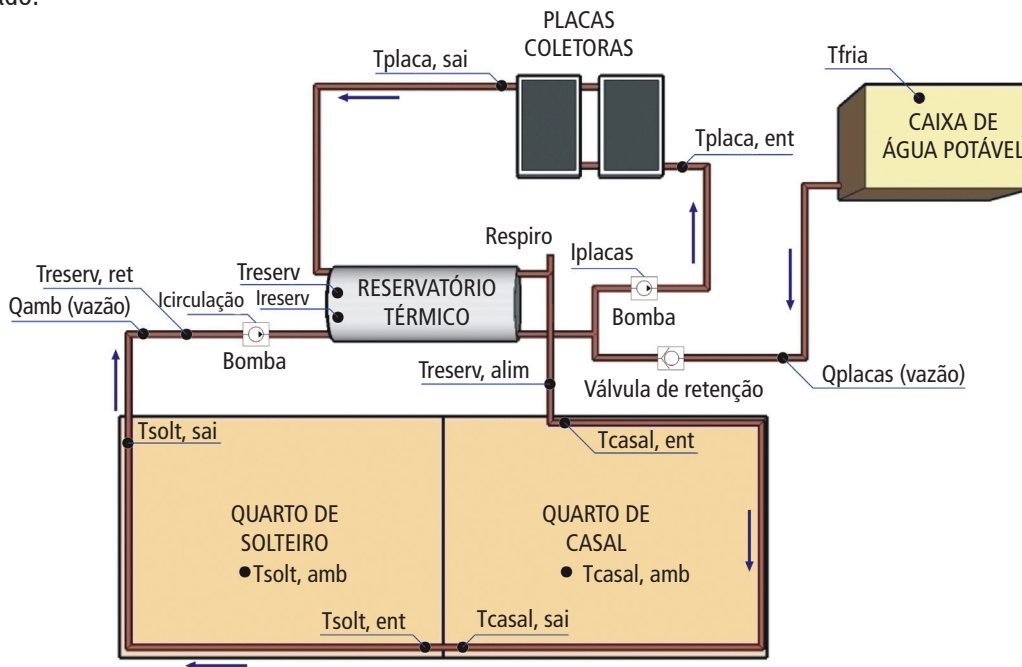 PLACAS
COLETORAS
Tplaca, sai
Tfria
CAIXA DE
ÁGUA POTÁVEL
Tplaca, ent
Respiro
Iplacas
Treserv, ret
Treserv
RESERVATÓRIO
TÉRMICO
Qamb (vazão)
Icirculação
Ireserv
Bomba
Bomba
Treserv, alim
Válvula de retenção
Qplacas (vazão)
Tsolt, sai
Tcasal, ent
QUARTO DE
SOLTEIRO
Tsolt, amb
QUARTO DE
CASAL
Tcasal, amb
Tsolt, ent
Tcasal, sai